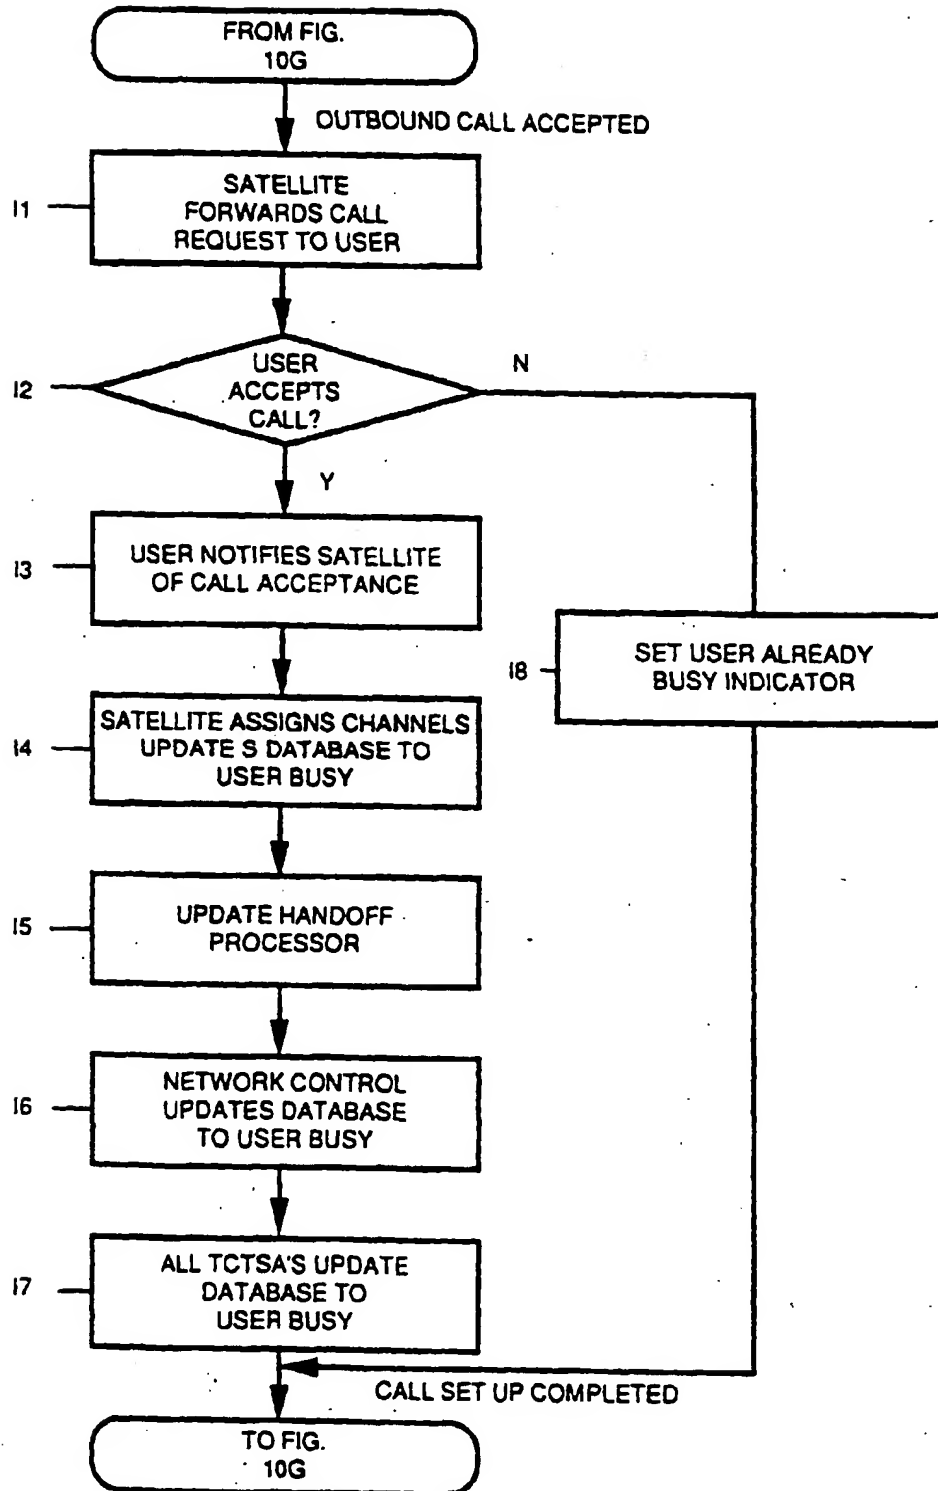 FROM FIG.
10G
OUTBOUND CALL ACCEPTED
I1
SATELLITE
FORWARDS CALL
REQUEST TO USER
I2
USER
ACCEPTS
CALL?
N
Y
I3
USER NOTIFIES SATELLITE
OF CALL ACCEPTANCE
I8
SET USER ALREADY
BUSY INDICATOR
I4
SATELLITE ASSIGNS CHANNELS
UPDATE S DATABASE TO
USER BUSY
I5
UPDATE HANDOFF
PROCESSOR
I6
NETWORK CONTROL
UPDATES DATABASE
TO USER BUSY
I7
ALL TCTSA'S UPDATE
DATABASE TO
USER BUSY
CALL SET UP COMPLETED
TO FIG.
10G